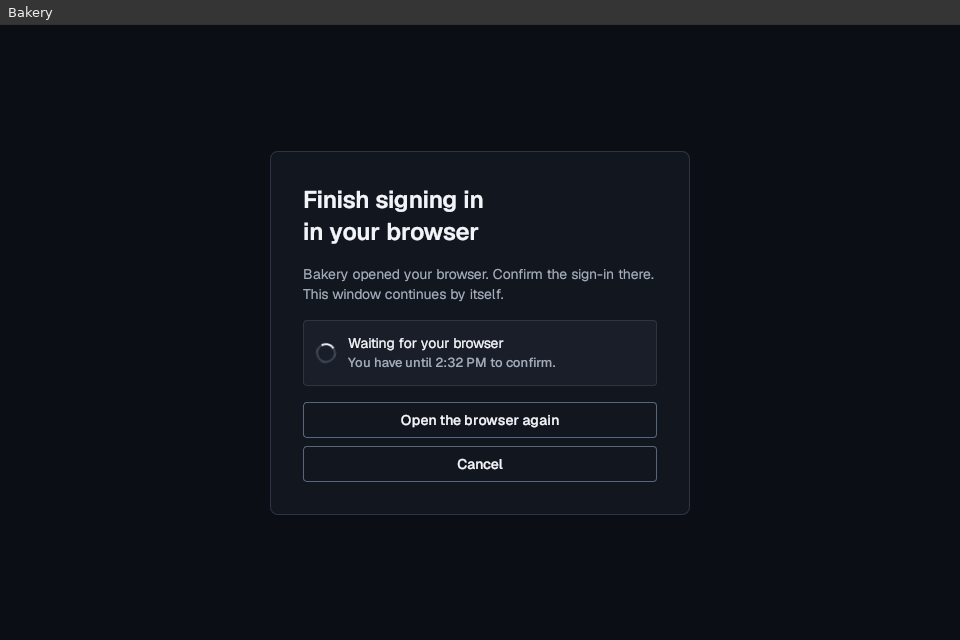 Bakery
Finish signing in
in your browser
Bakery opened your browser. Confirm the sign-in there.
This window continues by itself.
Waiting for your browser
You have until 2:32 PM to confirm.
Open the browser again
Cancel